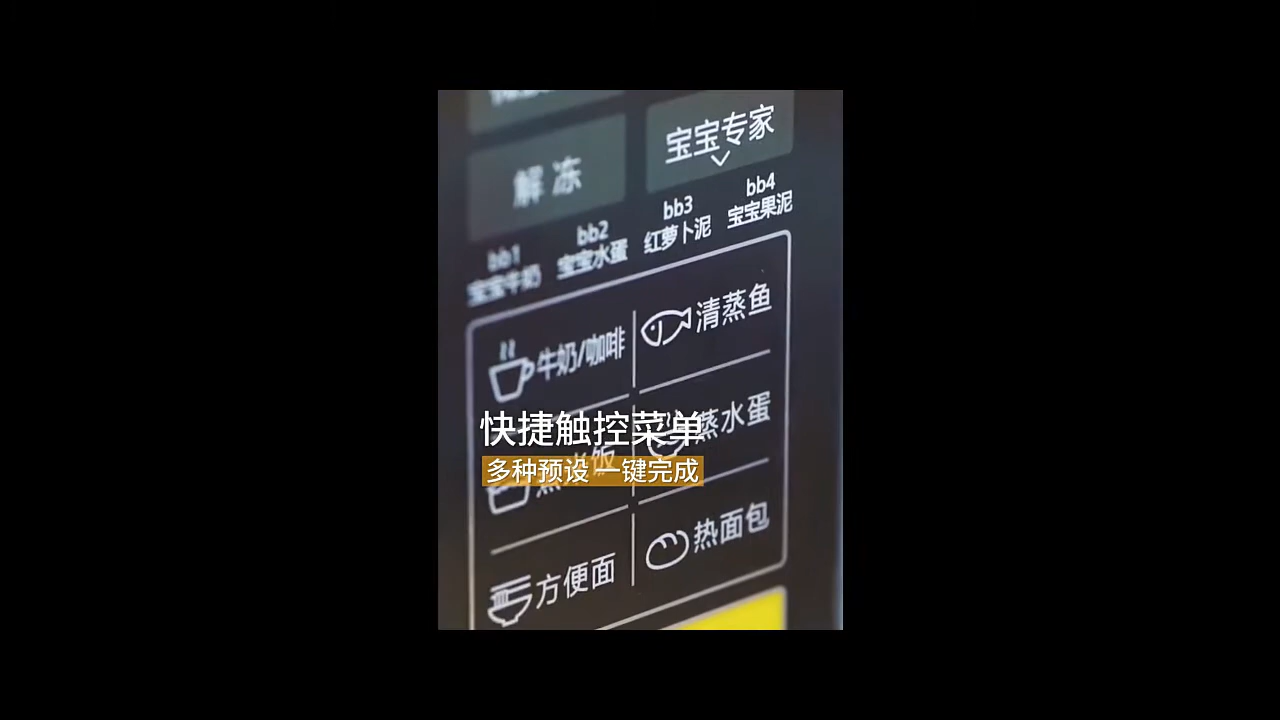 宝宝专家
解冻
bb1 bb2 bb3 bb4
宝宝牛奶 宝宝水蛋 红萝卜泥 宝宝果泥
牛奶/咖啡 清蒸鱼
快捷触控菜单
蒸水蛋
多种预设 一键完成
方便面 热面包